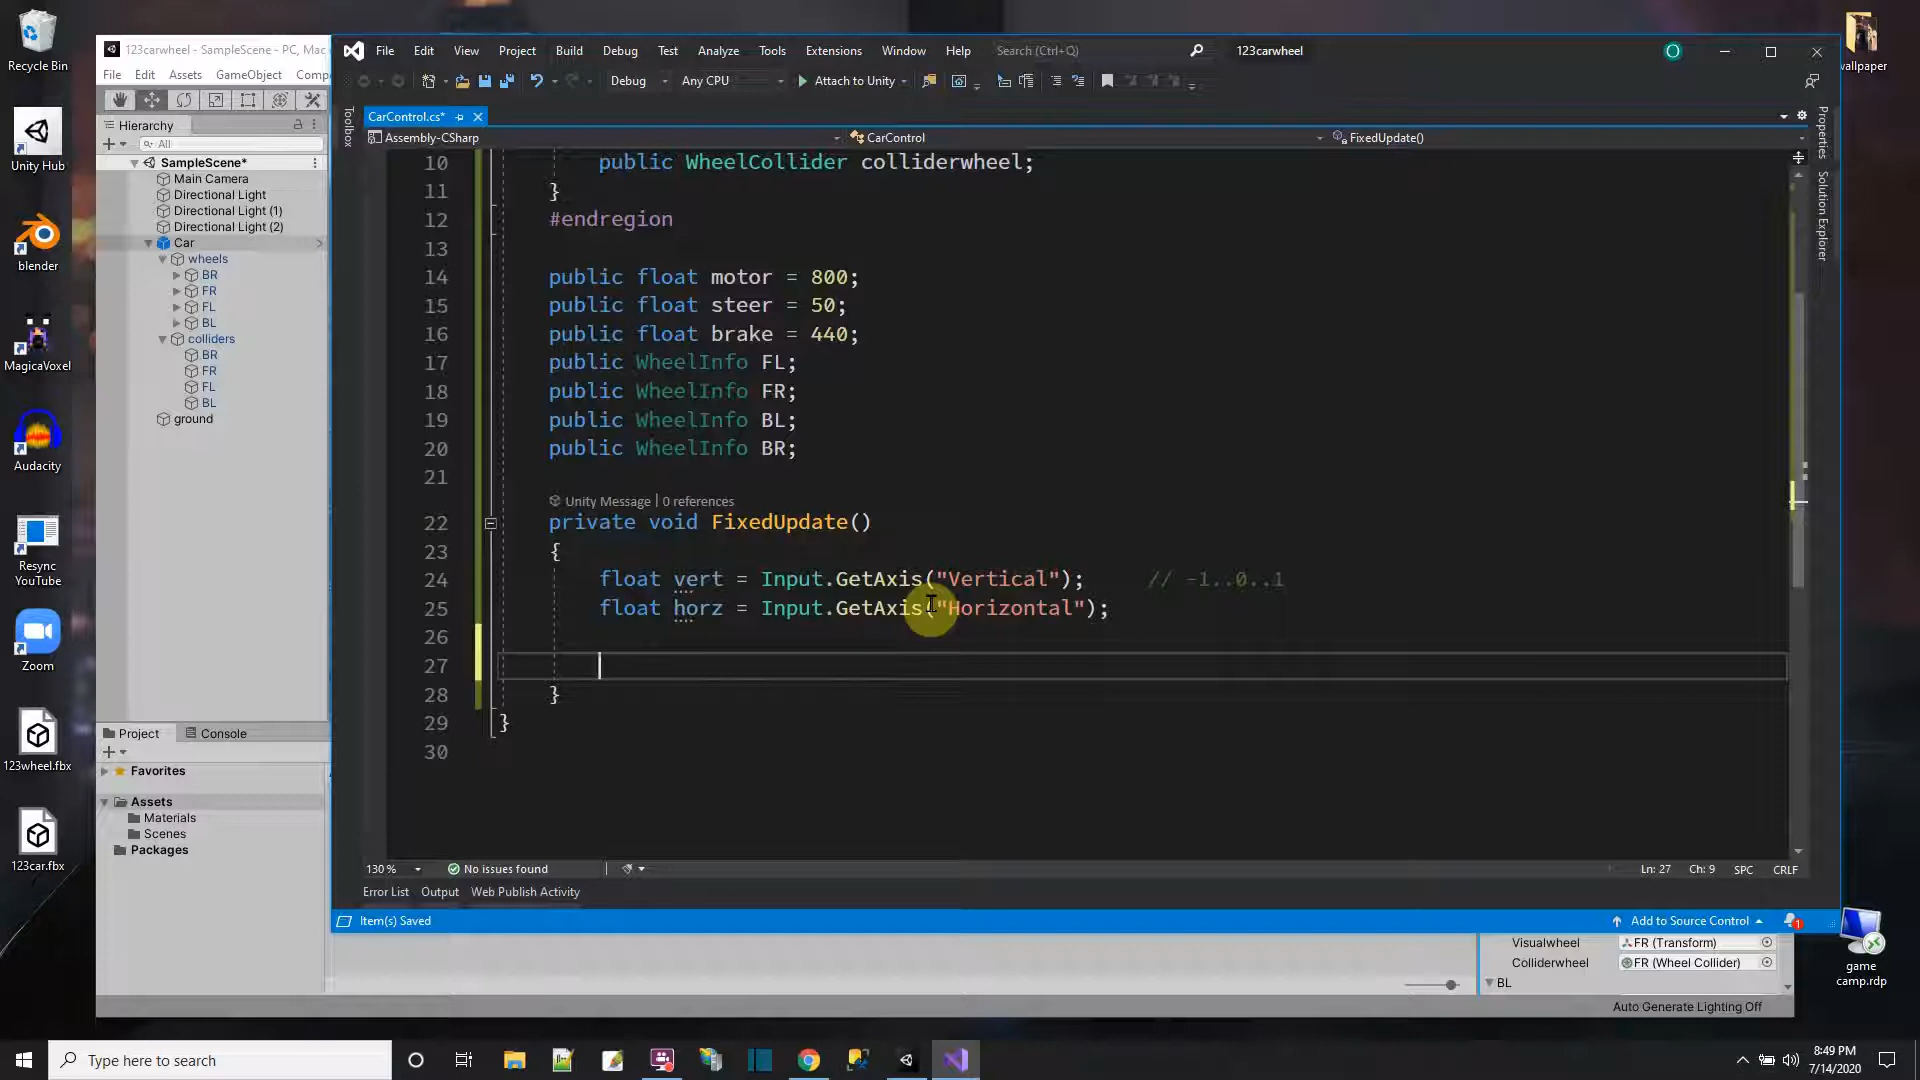 Recycle Bin
Unity Hub
blender
MagicaVoxel
Audacity
Resync
YouTube
Zoom
123wheel.fbx
123car.fbx
123carwheel - SampleScene - PC, Mac
File Edit Assets GameObject Comp
Hierarchy
All
SampleScene*
Main Camera
Directional Light
Directional Light (1)
Directional Light (2)
Car
wheels
BR
FR
FL
BL
colliders
BR
FR
FL
BL
ground
Project Console
Favorites
Assets
Materials
Scenes
Packages
File Edit View Project Build Debug Test Analyze Tools Extensions Window Help Search (Ctrl+Q) 123carwheel
Debug Any CPU Attach to Unity
Toolbox
CarControl.cs*
Assembly-CSharp CarControl FixedUpdate()
10 public WheelCollider colliderwheel;
11 }
12 #endregion
13
14 public float motor = 800;
15 public float steer = 50;
16 public float brake = 440;
17 public WheelInfo FL;
18 public WheelInfo FR;
19 public WheelInfo BL;
20 public WheelInfo BR;
21
Unity Message | 0 references
22 private void FixedUpdate()
23 {
24 float vert = Input.GetAxis("Vertical"); // -1..0..1
25 float horz = Input.GetAxis("Horizontal");
26
27
28 }
29 }
30
130 % No issues found Ln: 27 Ch: 9 SPC CRLF
Error List Output Web Publish Activity
Item(s) Saved Add to Source Control 1
Properties
Solution Explorer
Visualwheel FR (Transform)
Colliderwheel FR (Wheel Collider)
BL
Auto Generate Lighting Off
wallpaper
game
camp.rdp
Type here to search
8:49 PM
7/14/2020